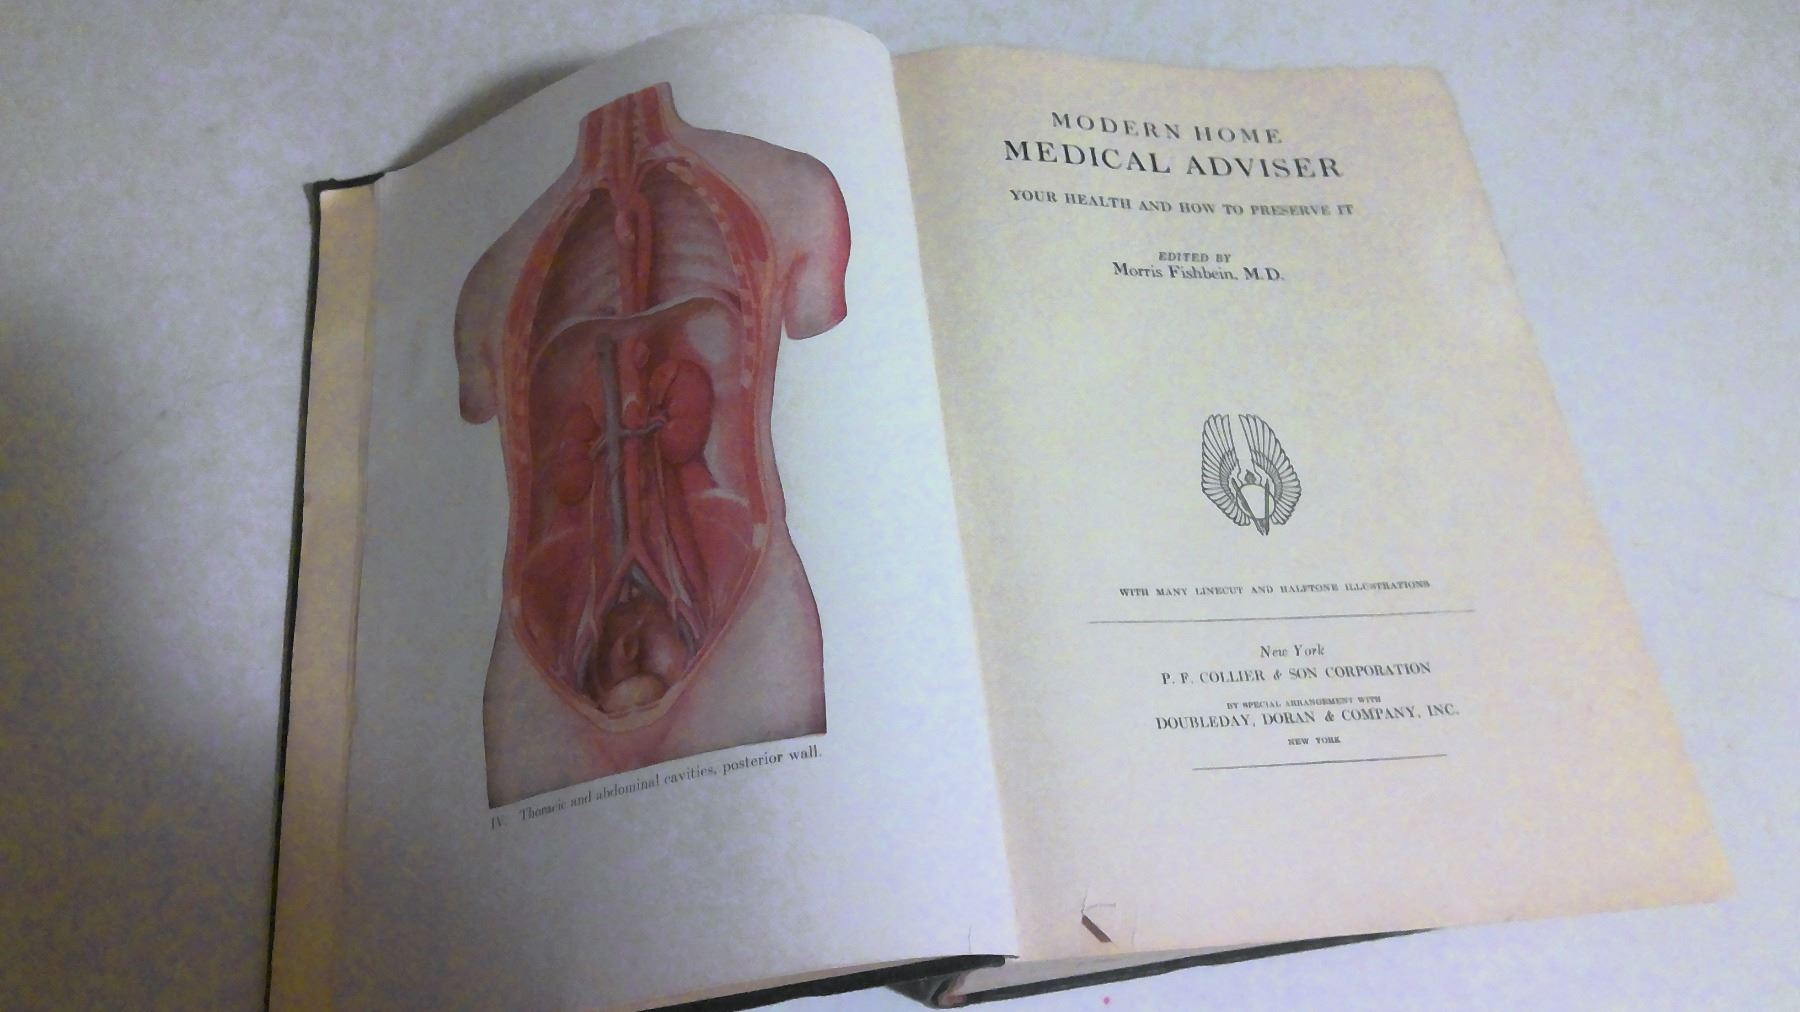 IV. Thoracic and abdominal cavities, posterior wall.
MODERN HOME
MEDICAL ADVISER
YOUR HEALTH AND HOW TO PRESERVE IT
EDITED BY
Morris Fishbein, M.D.
WITH MANY LINECUT AND HALFTONE ILLUSTRATIONS
New York
P. F. COLLIER & SON CORPORATION
BY SPECIAL ARRANGEMENT WITH
DOUBLEDAY, DORAN & COMPANY, INC.
NEW YORK